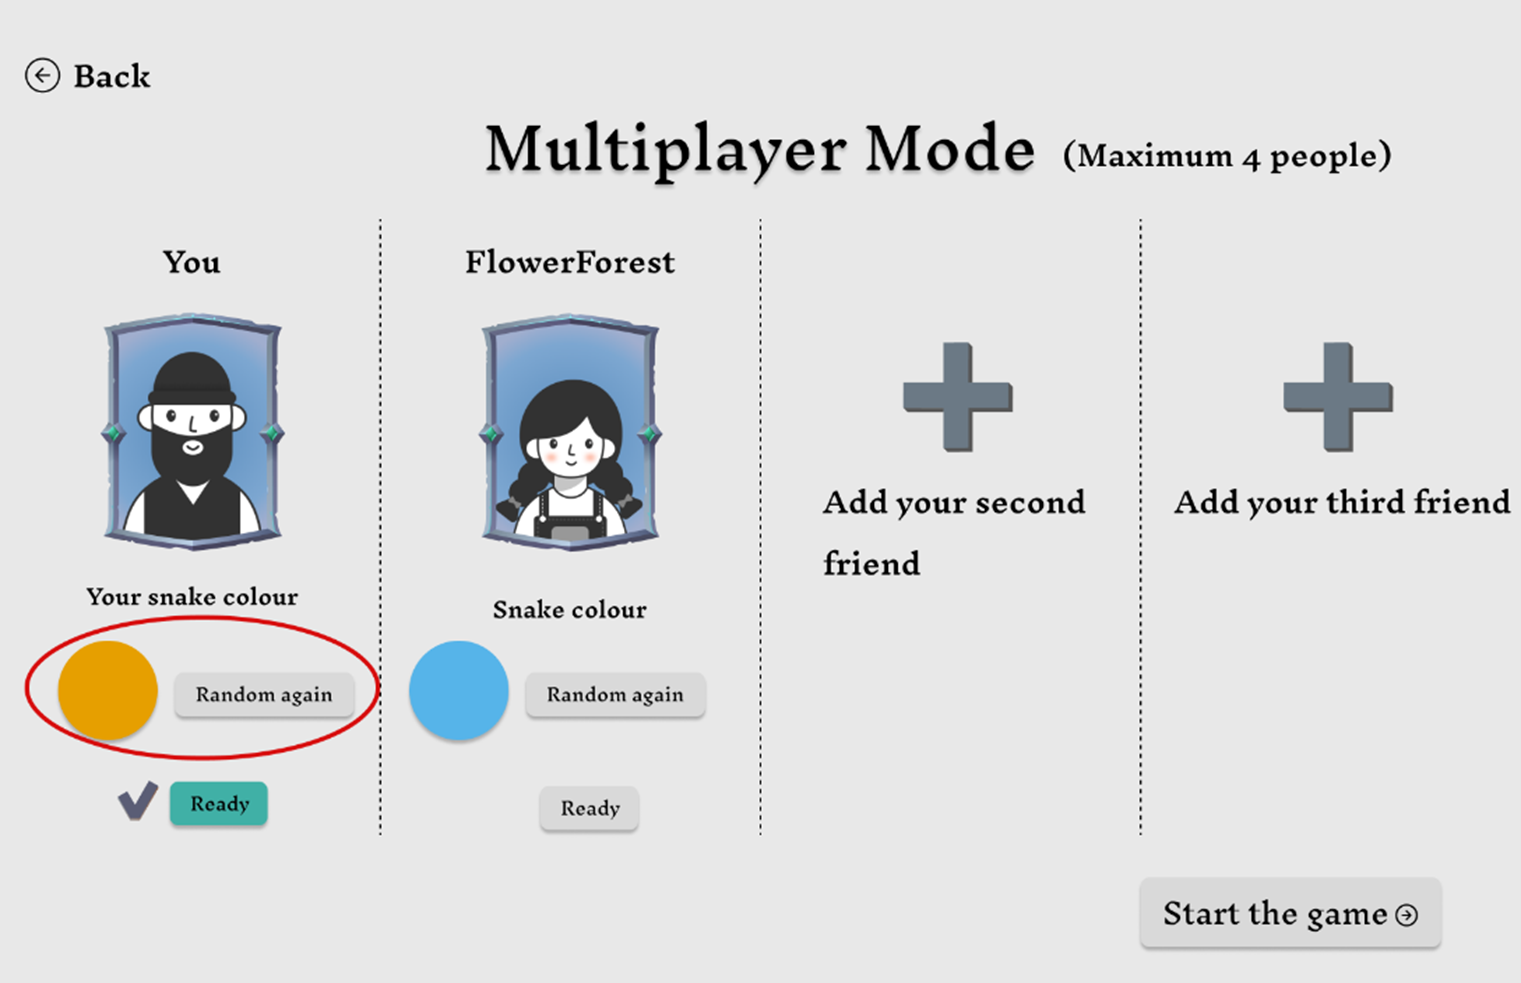 Back
Multiplayer Mode (Maximum 4 people)
You
Your snake colour
Random again
Ready
FlowerForest
Snake colour
Random again
Ready
Add your second
friend
Add your third friend
Start the game